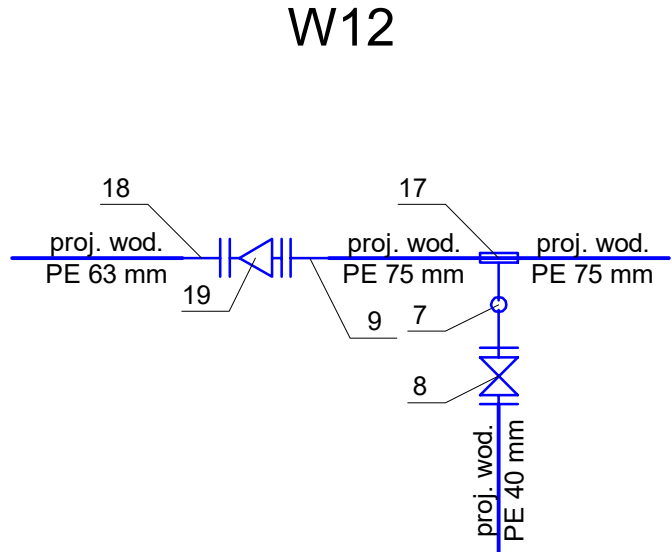 W12
18
17
proj. wod.
PE 63 mm
proj. wod.
PE 75 mm
proj. wod.
PE 75 mm
19
9
7
8
proj. wod.
PE 40 mm